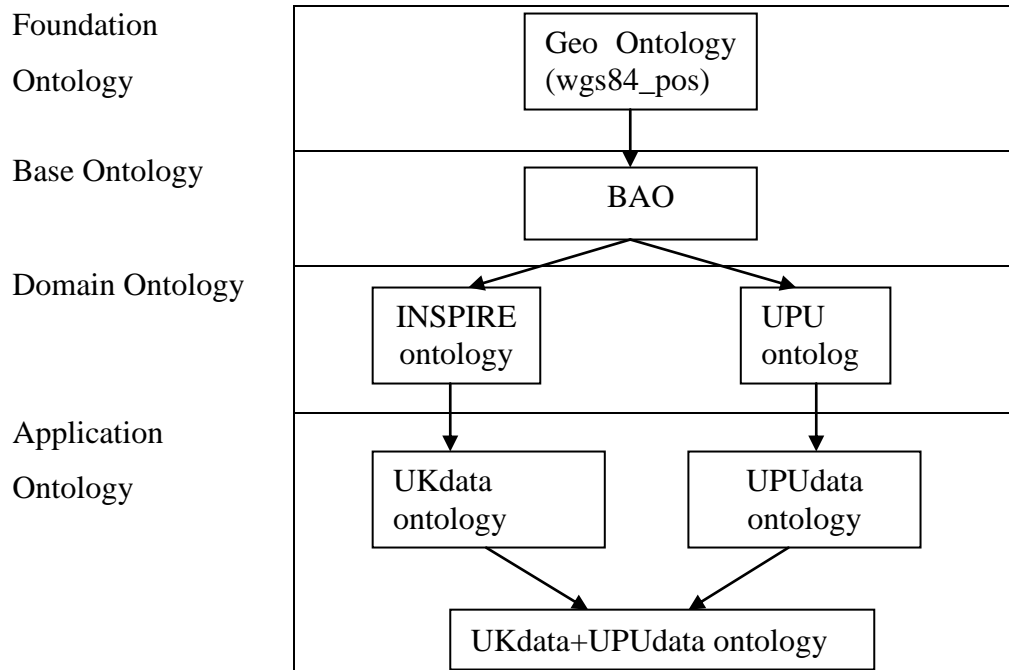 Foundation
Ontology
Geo Ontology
(wgs84_pos)
Base Ontology
BAO
Domain Ontology
INSPIRE
ontology
UPU
ontolog
Application
Ontology
UKdata
ontology
UPUdata
ontology
UKdata+UPUdata ontology